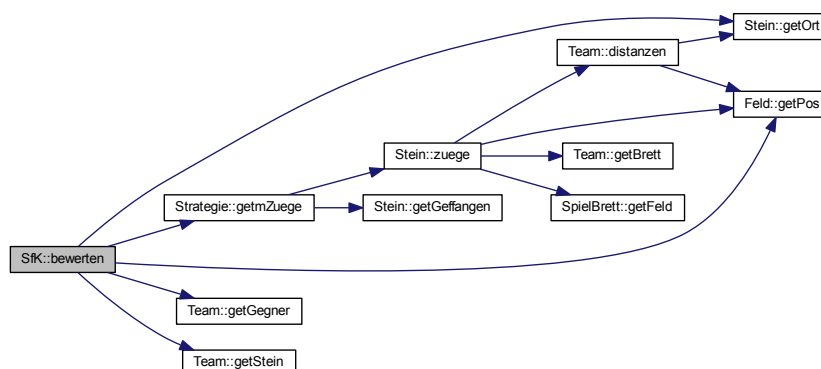 Stein::getOrt
Team::distanzen
Feld::getPos
Stein::zuege
Team::getBrett
Strategie::getmZuege
Stein::getGeffangen
SpielBrett::getFeld
SfK::bewerten
Team::getGegner
Team::getStein